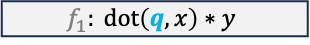 f₁: dot(q, x) * y